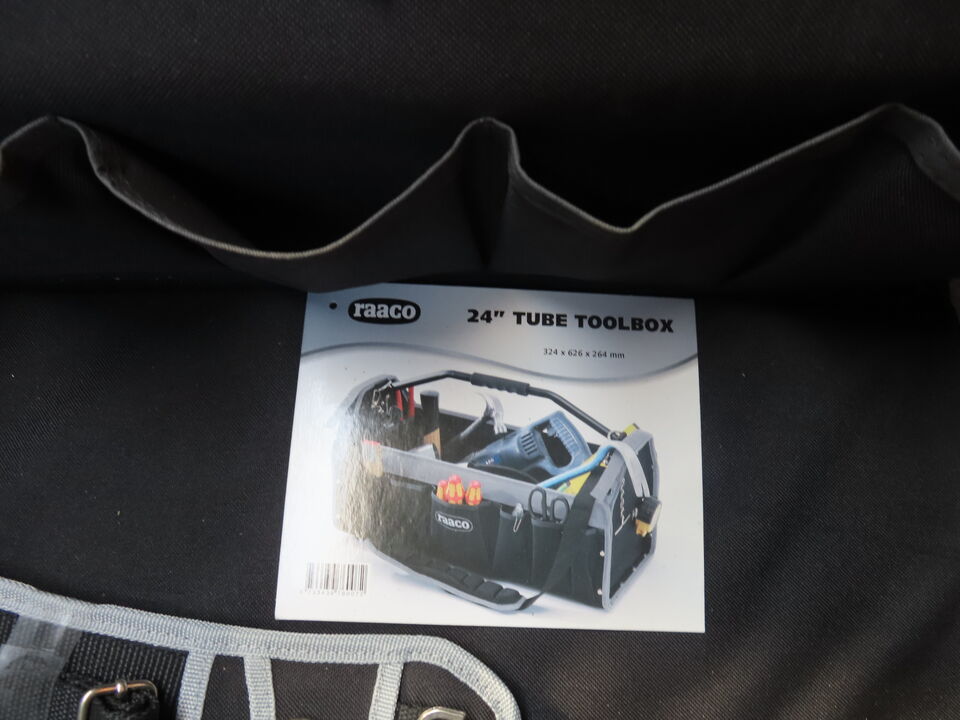 raaco
24" TUBE TOOLBOX
324 x 626 x 264 mm
raaco